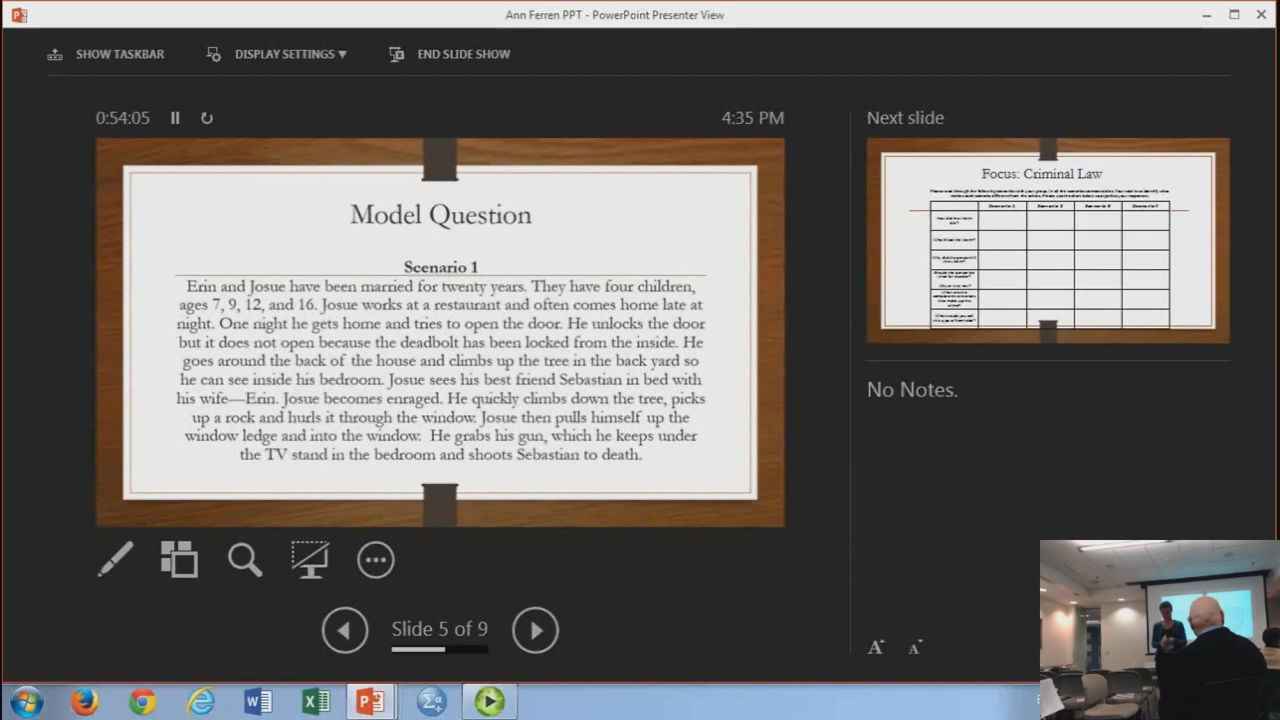 Ann Ferren PPT - PowerPoint Presenter View
SHOW TASKBAR
DISPLAY SETTINGS ▼
END SLIDE SHOW
0:54:05
4:35 PM
Model Question
Scenario 1
Erin and Josue have been married for twenty years. They have four children,
ages 7, 9, 12, and 16. Josue works at a restaurant and often comes home late at
night. One night he gets home and tries to open the door. He unlocks the door
but it does not open because the deadbolt has been locked from the inside. He
goes around the back of the house and climbs up the tree in the back yard so
he can see inside his bedroom. Josue sees his best friend Sebastian in bed with
his wife—Erin. Josue becomes enraged. He quickly climbs down the tree, picks
up a rock and hurls it through the window. Josue then pulls himself up the
window ledge and into the window. He grabs his gun, which he keeps under
the TV stand in the bedroom and shoots Sebastian to death.
Slide 5 of 9
Next slide
Focus: Criminal Law
Scenario 1
No Notes.
A
A